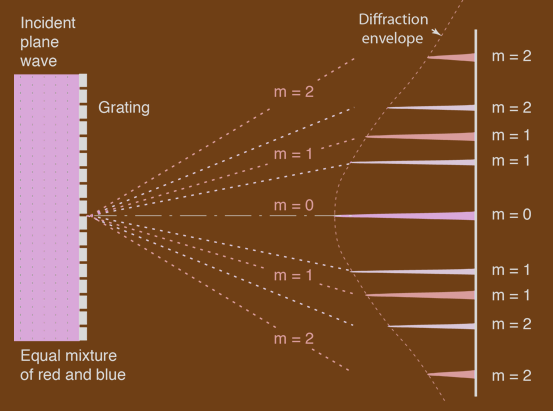 Incident
plane
wave
Grating
Equal mixture
of red and blue
Diffraction
envelope
m = 2
m = 1
m = 0
m = 1
m = 2
m = 2
m = 2
m = 1
m = 1
m = 0
m = 1
m = 1
m = 2
m = 2